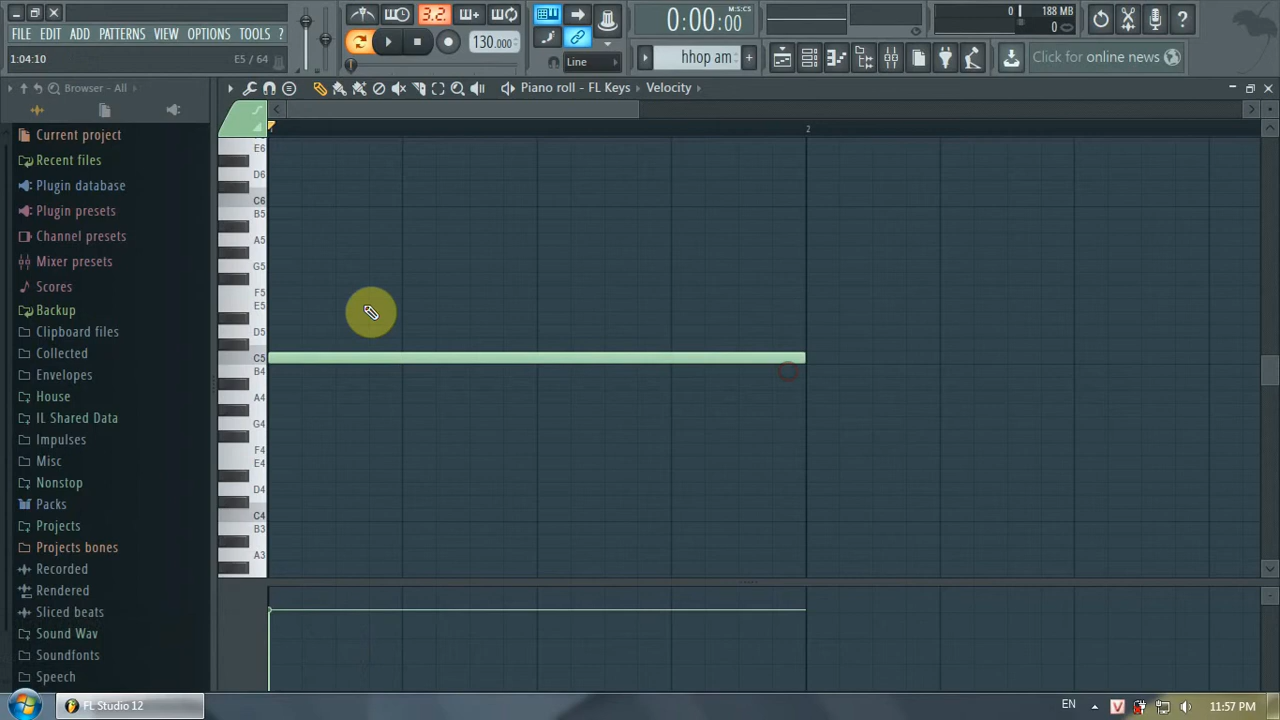 3.2
130.000
0:00:00
M:S:CS
0
188 MB
0
FILE EDIT ADD PATTERNS VIEW OPTIONS TOOLS ?
1:04:10
E5 / 64
Line
hhop am
Click for online news
Browser - All
Piano roll - FL Keys
Velocity
2
Current project
Recent files
Plugin database
Plugin presets
Channel presets
Mixer presets
Scores
Backup
Clipboard files
Collected
Envelopes
House
IL Shared Data
Impulses
Misc
Nonstop
Packs
Projects
Projects bones
Recorded
Rendered
Sliced beats
Sound Wav
Soundfonts
Speech
E6
D6
C6
B5
A5
G5
F5
E5
D5
C5
B4
A4
G4
F4
E4
D4
C4
B3
A3
FL Studio 12
EN
V
11:57 PM